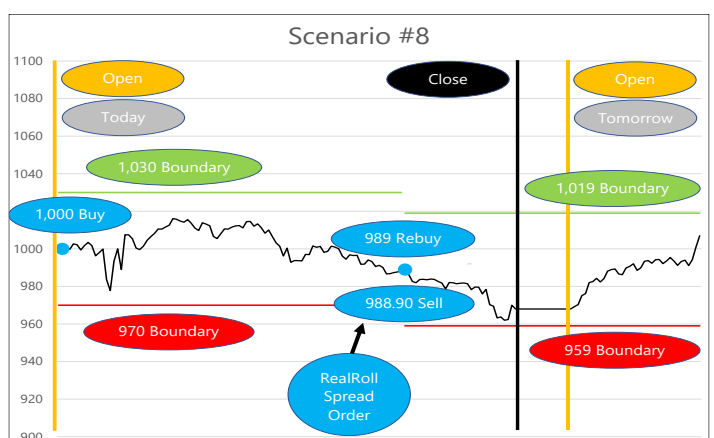 Scenario #8
1100
1080
1060
1040
1020
1000
980
960
940
920
900
Open
Close
Open
Today
Tomorrow
1,030 Boundary
1,019 Boundary
1,000 Buy
989 Rebuy
988.90 Sell
970 Boundary
959 Boundary
RealRoll
Spread
Order